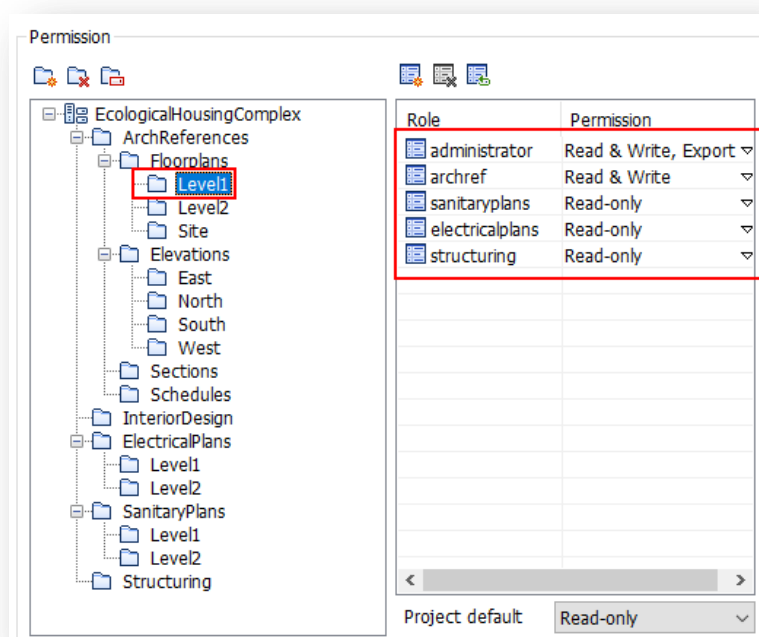 Permission
EcologicalHousingComplex
ArchReferences
Floorplans
Level1
Level2
Site
Elevations
East
North
South
West
Sections
Schedules
InteriorDesign
ElectricalPlans
Level1
Level2
SanitaryPlans
Level1
Level2
Structuring
Role Permission
administrator Read & Write, Export
archref Read & Write
sanitaryplans Read-only
electricalplans Read-only
structuring Read-only
Project default Read-only